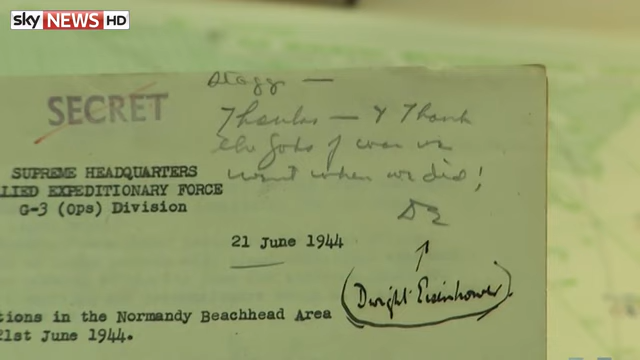 sky NEWS HD
Stagg —
Thanks — & Thank
the Gods of war we
went when we did!
DE
SECRET
SUPREME HEADQUARTERS
LLIED EXPEDITIONARY FORCE
G-3 (Ops) Division
21 June 1944
(Dwight Eisenhower)
tions in the Normandy Beachhead Area
21st June 1944.